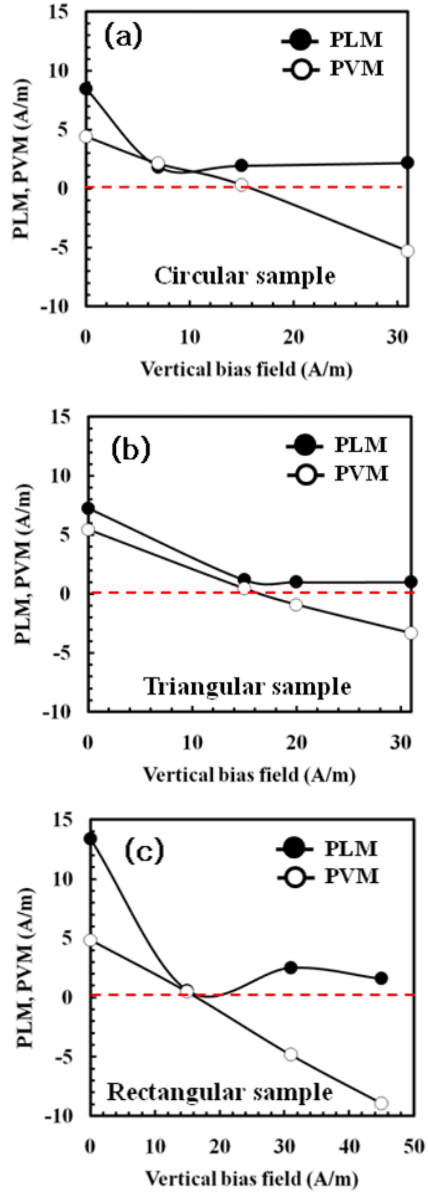 (a)
PLM
PVM
15
10
5
0
-5
-10
PLM, PVM (A/m)
Circular sample
0
10
20
30
Vertical bias field (A/m)
(b)
PLM
PVM
15
10
5
0
-5
-10
PLM, PVM (A/m)
Triangular sample
0
10
20
30
Vertical bias field (A/m)
(c)
PLM
PVM
15
10
5
0
-5
-10
PLM, PVM (A/m)
Rectangular sample
0
10
20
30
40
50
Vertical bias field (A/m)